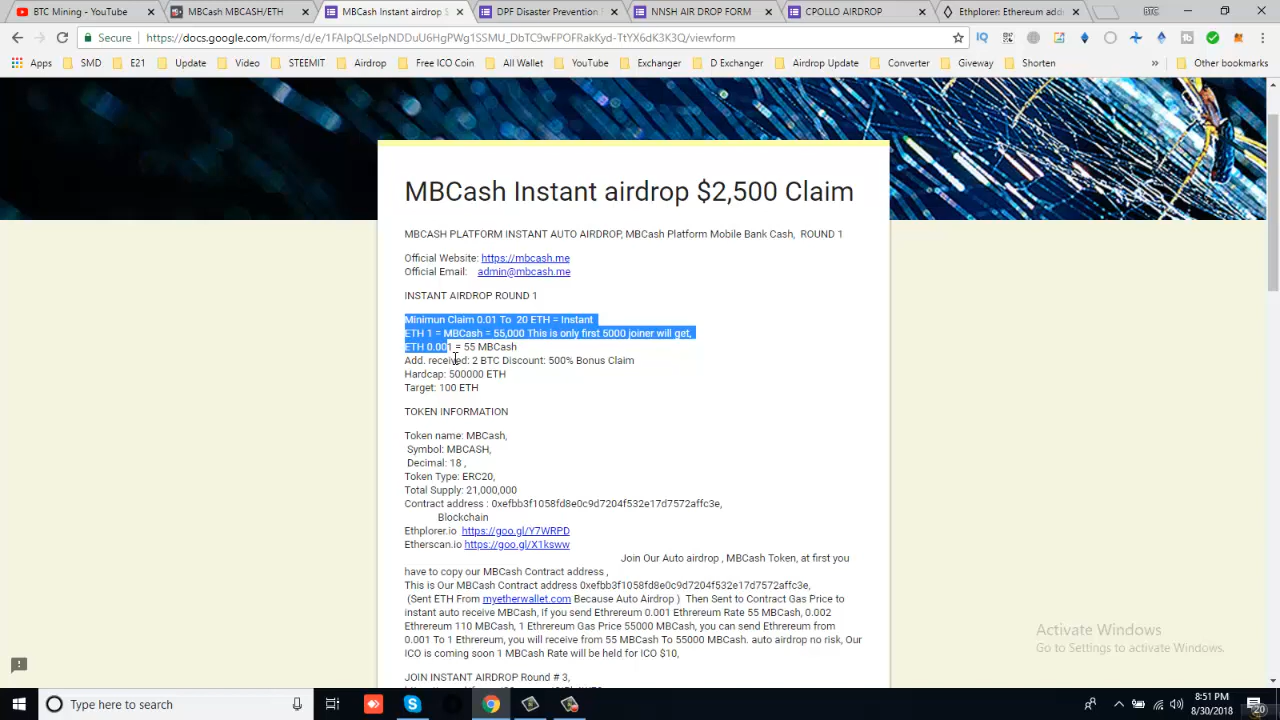 BTC Mining - YouTube
MBCash MBCASH/ETH
MBCash Instant airdrop $
DPF Disaster Prevention
NNSH AIR DROP FORM
CPOLLO AIRDROP
Ethplorer: Ethereum add
BTC
Secure
https://docs.google.com/forms/d/e/1FAIpQLSelpNDDuU6HgPWg1SSMU_DbTC9wFPOFRakKyd-TtYX6dK3K3Q/viewform
Apps SMD E21 Update Video STEEMIT Airdrop Free ICO Coin All Wallet YouTube Exchanger D Exchanger Airdrop Update Converter Giveway Shorten » Other bookmarks
MBCash Instant airdrop $2,500 Claim
MBCASH PLATFORM INSTANT AUTO AIRDROP, MBCash Platform Mobile Bank Cash, ROUND 1
Official Website: https://mbcash.me
Official Email: admin@mbcash.me
INSTANT AIRDROP ROUND 1
Minimun Claim 0.01 To 20 ETH = Instant
ETH 1 = MBCash = 55,000 This is only first 5000 joiner will get,
ETH 0.001 = 55 MBCash
Add. received: 2 BTC Discount: 500% Bonus Claim
Hardcap: 500000 ETH
Target: 100 ETH
TOKEN INFORMATION
Token name: MBCash,
Symbol: MBCASH,
Decimal: 18 ,
Token Type: ERC20,
Total Supply: 21,000,000
Contract address : 0xefbb3f1058fd8e0c9d7204f532e17d7572affc3e,
Blockchain
Ethplorer.io https://goo.gl/Y7WRPD
Etherscan.io https://goo.gl/X1ksww
Join Our Auto airdrop , MBCash Token, at first you
have to copy our MBCash Contract address ,
This is Our MBCash Contract address 0xefbb3f1058fd8e0c9d7204f532e17d7572affc3e,
(Sent ETH From myetherwallet.com Because Auto Airdrop ) Then Sent to Contract Gas Price to
instant auto receive MBCash, If you send Ethrereum 0.001 Ethrereum Rate 55 MBCash, 0.002
Ethrereum 110 MBCash, 1 Ethrereum Gas Price 55000 MBCash, you can send Ethrereum from
0.001 To 1 Ethrereum, you will receive from 55 MBCash To 55000 MBCash. auto airdrop no risk, Our
ICO is coming soon 1 MBCash Rate will be held for ICO $10,
JOIN INSTANT AIRDROP Round # 3,
Activate Windows
Go to Settings to activate Windows.
Type here to search
8:51 PM
8/30/2018
20